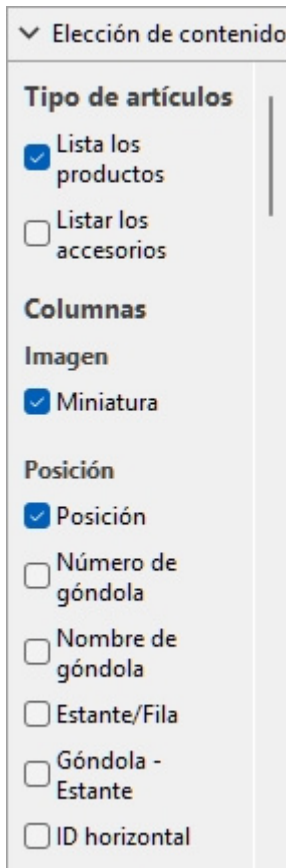 Elección de contenido
Tipo de artículos
Lista los
productos
Listar los
accesorios
Columnas
Imagen
Miniatura
Posición
Posición
Número de
góndola
Nombre de
góndola
Estante/Fila
Góndola -
Estante
ID horizontal